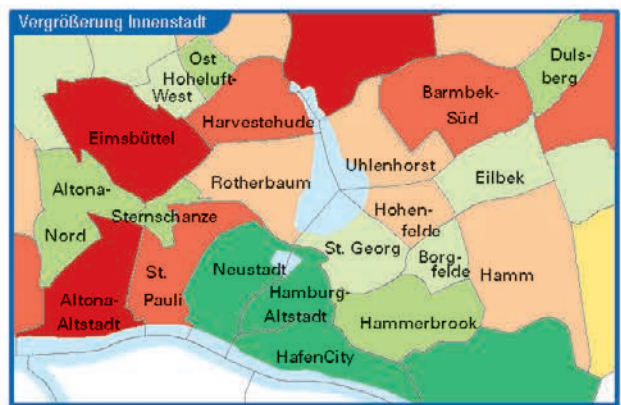 Vergrößerung Innenstadt
Ost
Hoheluft-
West
Duls-
berg
Eimsbüttel
Harvestehude
Barmbek-
Süd
Uhlenhorst
Eilbek
Altona-
Nord
Rotherbaum
Sternschanze
Hohen-
felde
St. Georg
Borg-
felde
Hamm
St.
Pauli
Neustadt
Altona-
Altstadt
Hamburg-
Altstadt
Hammerbrook
HafenCity